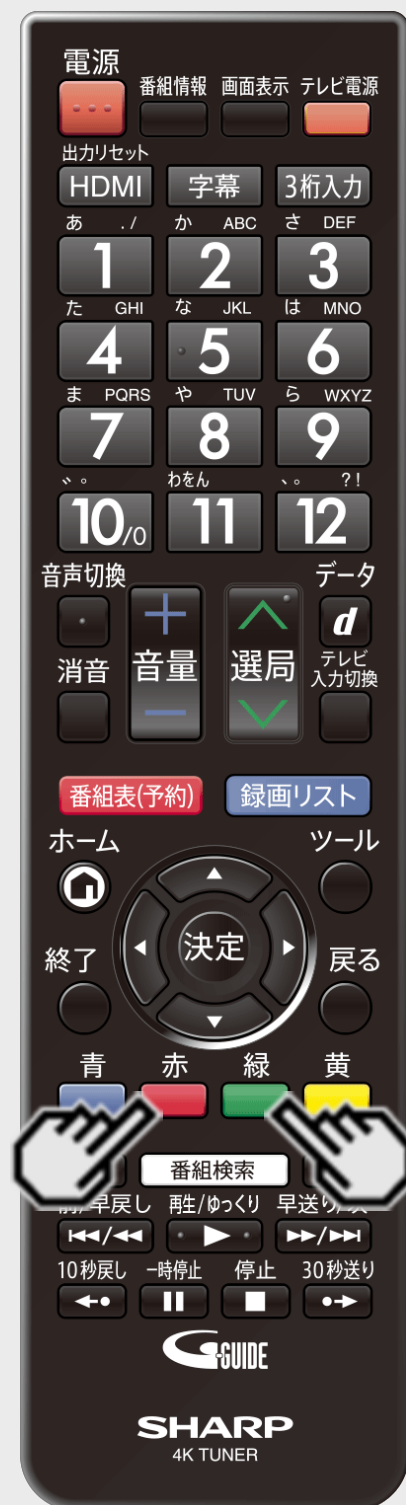 電源
番組情報 画面表示 テレビ電源
出力リセット
HDMI 字幕 3桁入力
あ ./ か ABC さ DEF
1 2 3
た GHI な JKL は MNO
4 5 6
ま PQRS や TUV ら WXYZ
7 8 9
゛゜ わをん 、。 ?!
10/0 11 12
音声切換 データ
+ d
消音 音量 選局 テレビ
入力切換
−
番組表(予約) 録画リスト
ホーム ツール
決定
終了 戻る
青 赤 緑 黄
番組検索
早戻し 再生/ゆっくり 早送り
10秒戻し 一時停止 停止 30秒送り
G-GUIDE
SHARP
4K TUNER